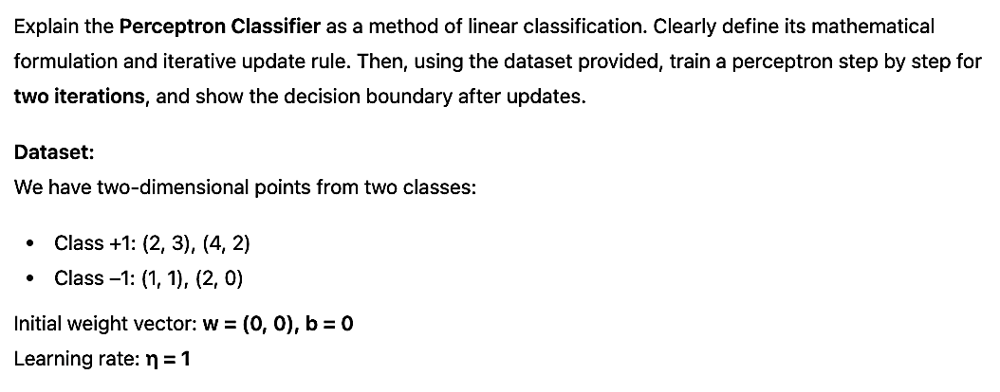 Explain the Perceptron Classifier as a method of linear classification. Clearly define its mathematical
formulation and iterative update rule. Then, using the dataset provided, train a perceptron step by step for
two iterations, and show the decision boundary after updates.
Dataset:
We have two-dimensional points from two classes:
• Class +1: (2, 3), (4, 2)
• Class –1: (1, 1), (2, 0)
Initial weight vector: w = (0, 0), b = 0
Learning rate: η = 1